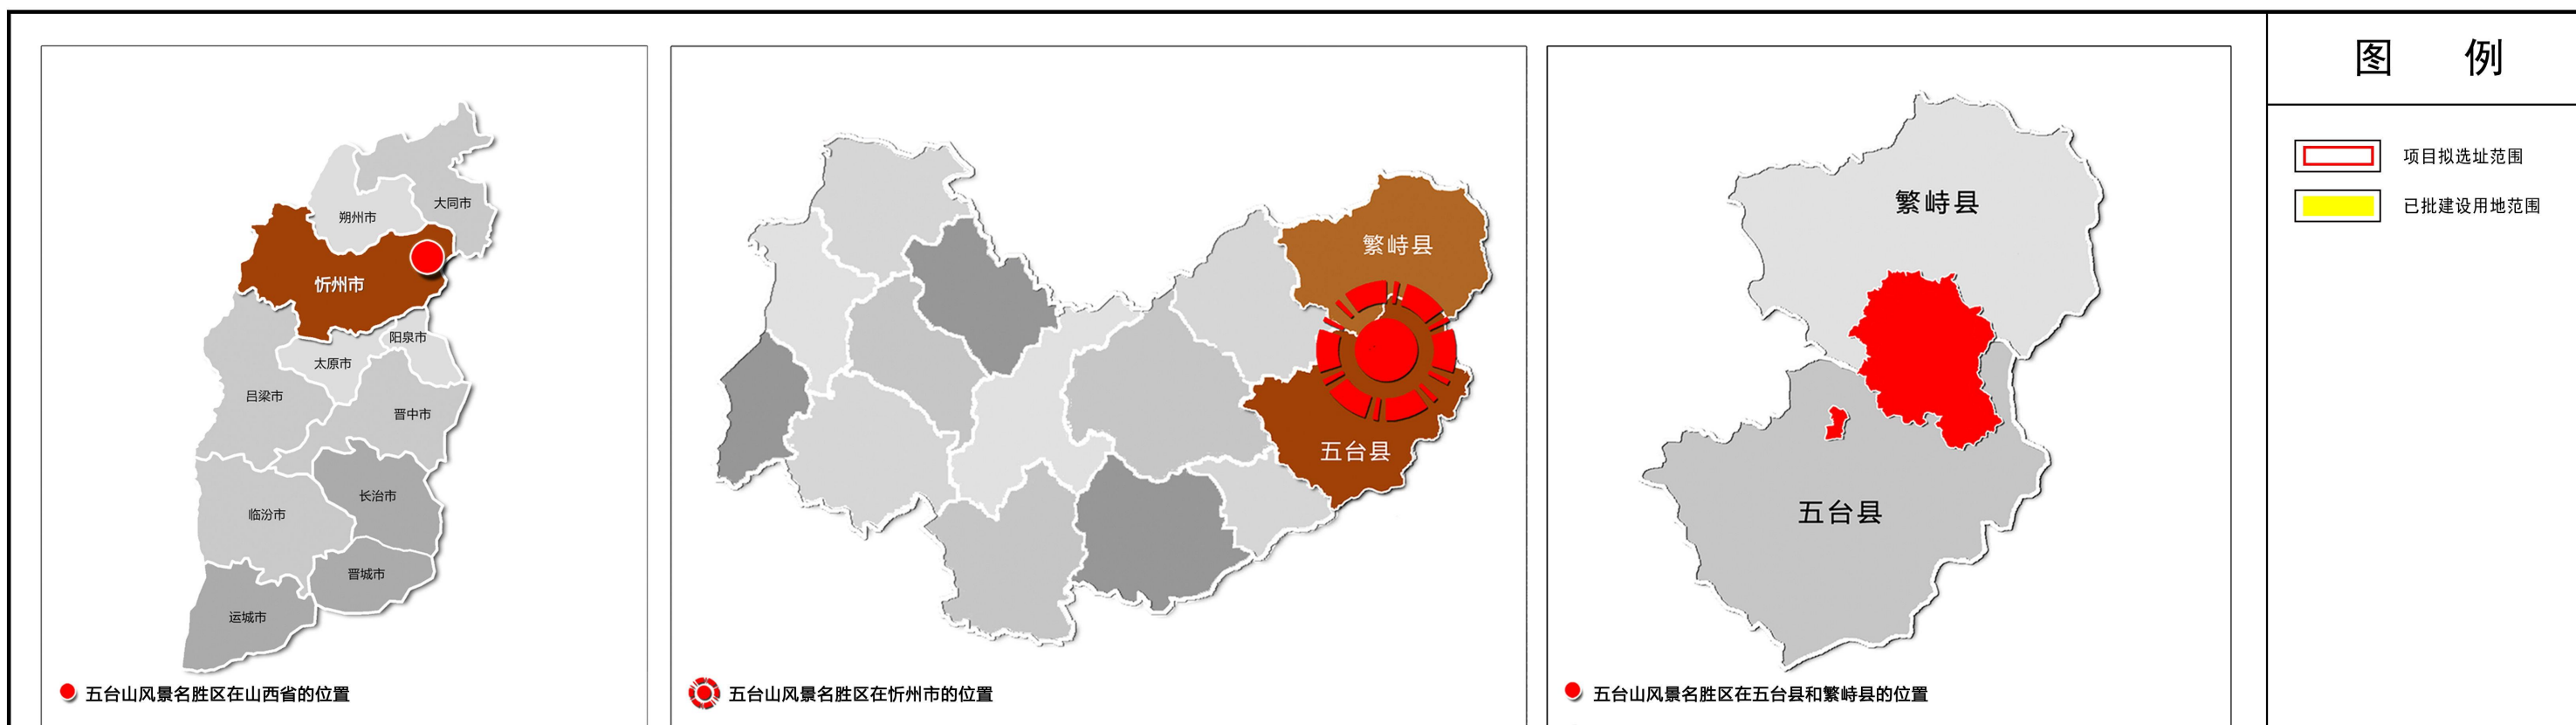 大同市
朔州市
忻州市
阳泉市
太原市
吕梁市
晋中市
长治市
临汾市
晋城市
运城市
五台山风景名胜区在山西省的位置
繁峙县
五台县
五台山风景名胜区在忻州市的位置
繁峙县
五台县
五台山风景名胜区在五台县和繁峙县的位置
图 例
项目拟选址范围
已批建设用地范围